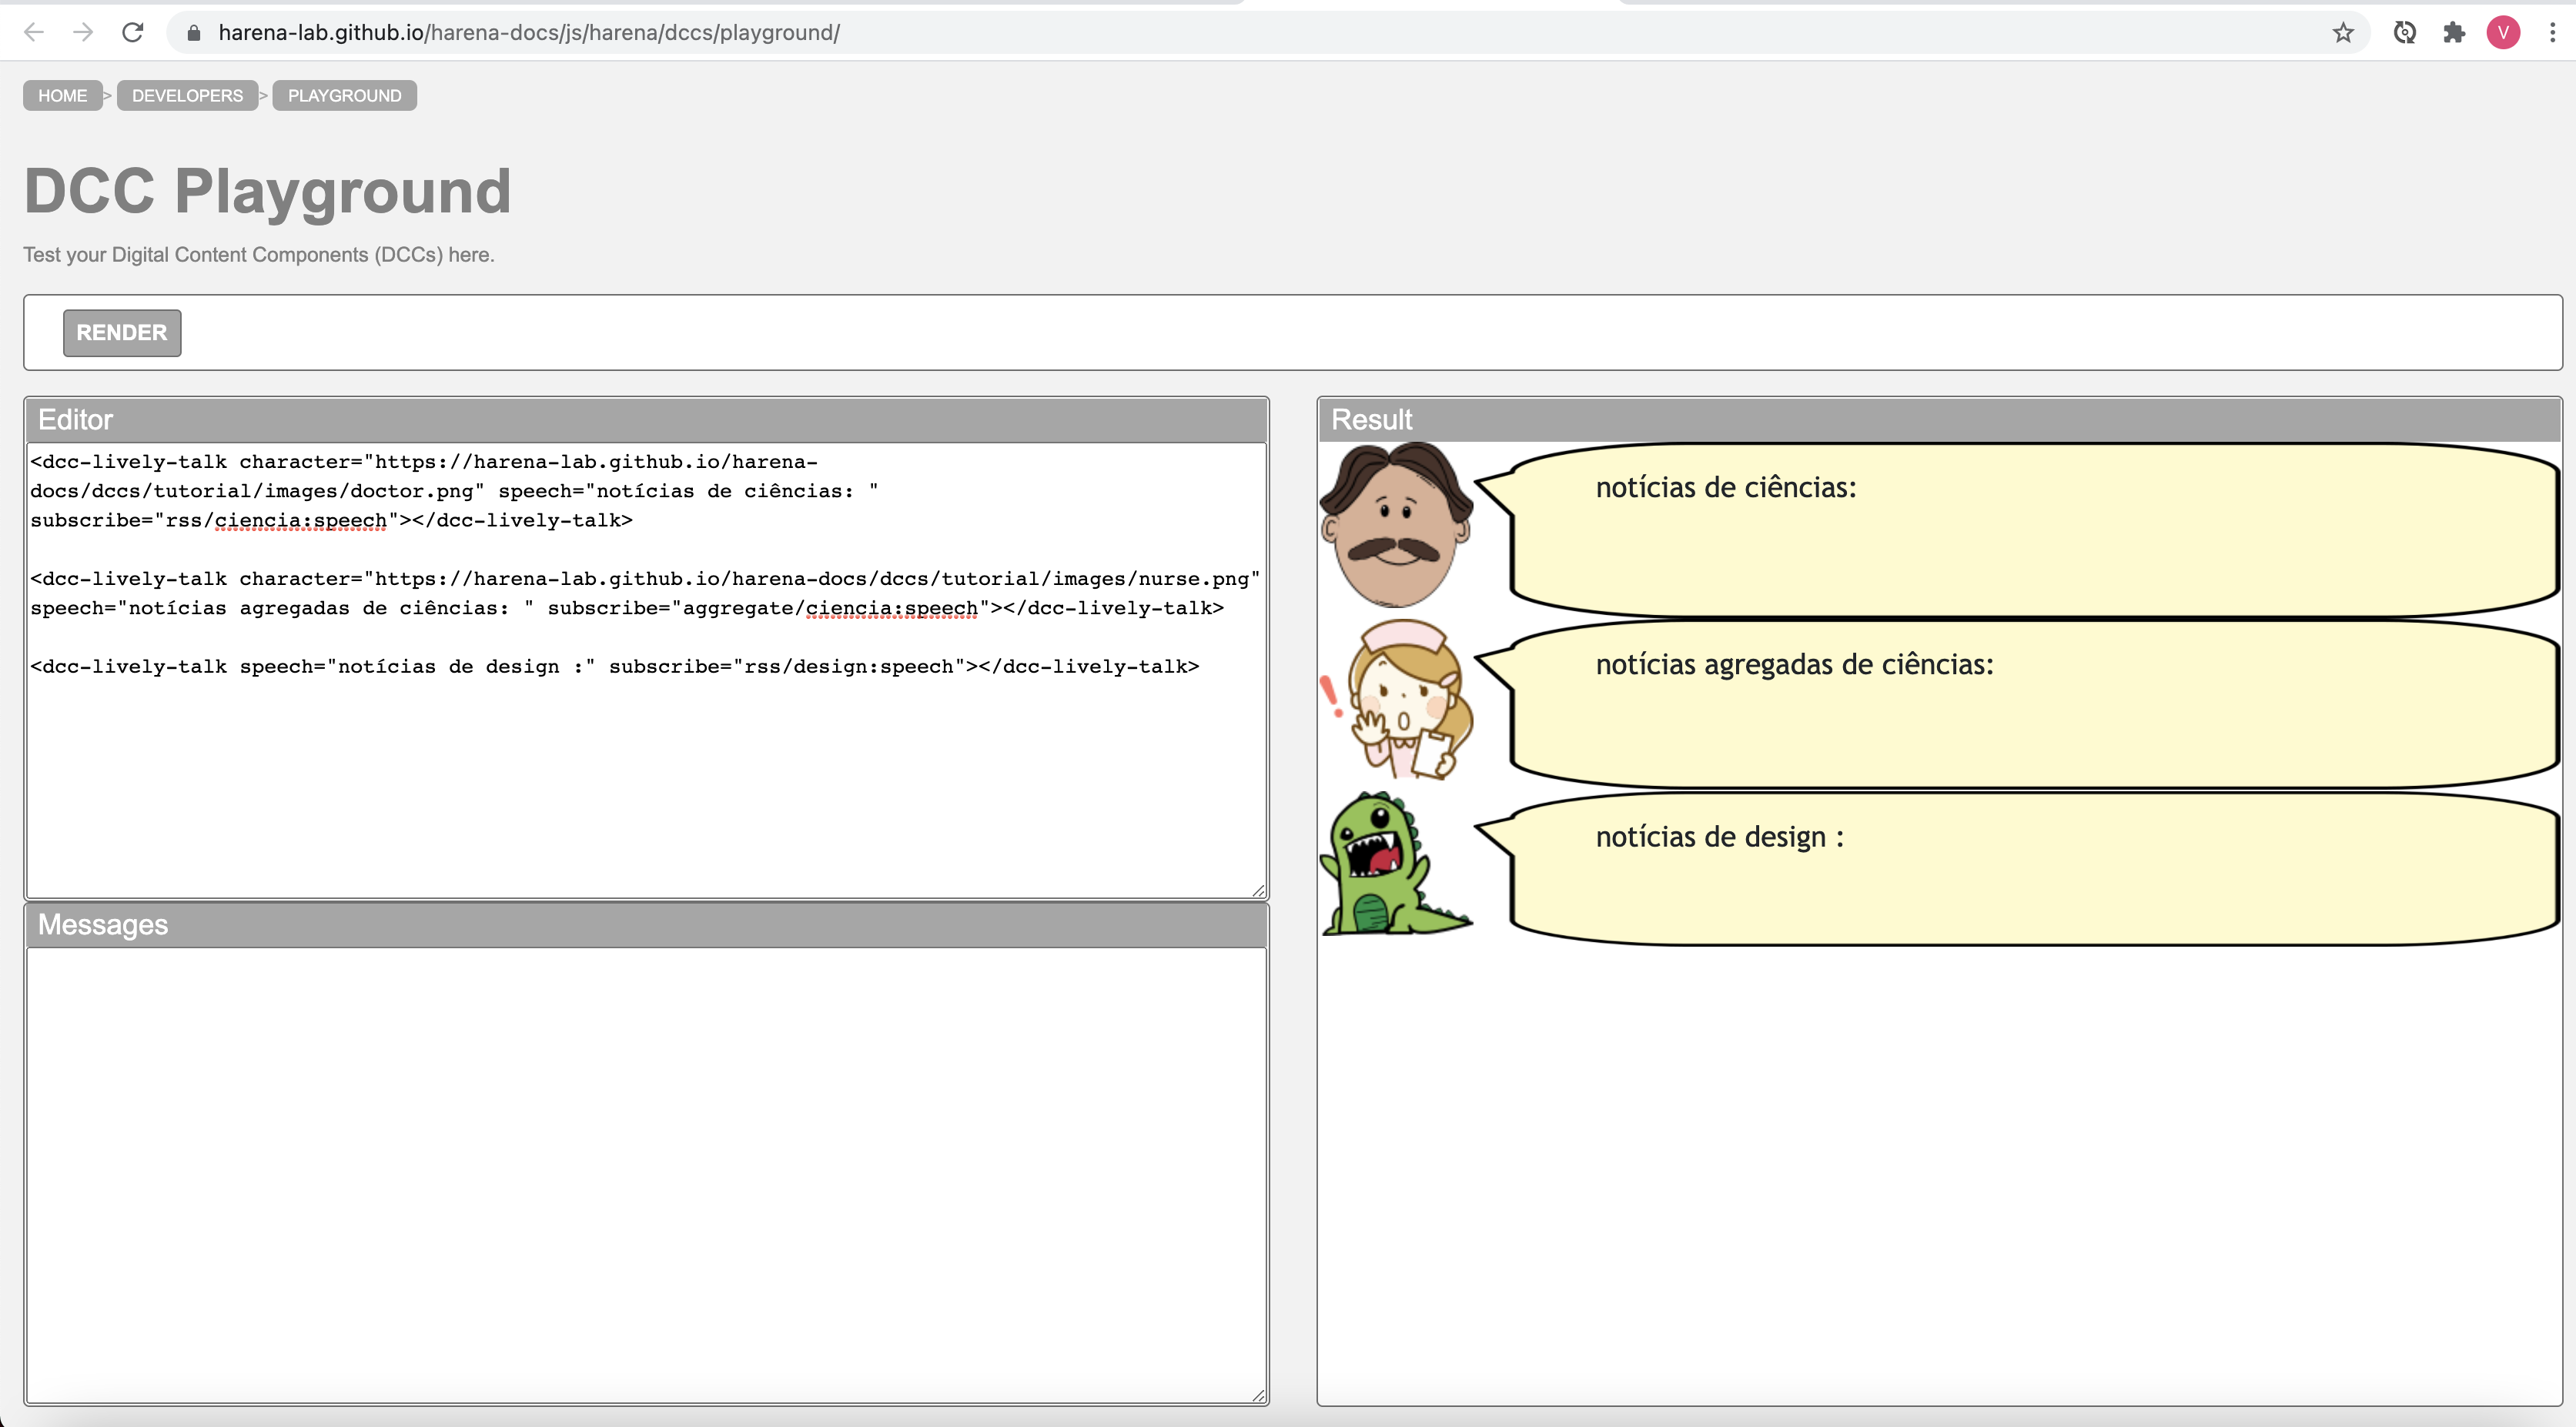 harena-lab.github.io/harena-docs/js/harena/dccs/playground/
V
HOME > DEVELOPERS > PLAYGROUND
DCC Playground
Test your Digital Content Components (DCCs) here.
RENDER
Editor
<dcc-lively-talk character="https://harena-lab.github.io/harena-
docs/dccs/tutorial/images/doctor.png" speech="notícias de ciências: "
subscribe="rss/ciencia:speech"></dcc-lively-talk>
<dcc-lively-talk character="https://harena-lab.github.io/harena-docs/dccs/tutorial/images/nurse.png"
speech="notícias agregadas de ciências: " subscribe="aggregate/ciencia:speech"></dcc-lively-talk>
<dcc-lively-talk speech="notícias de design :" subscribe="rss/design:speech"></dcc-lively-talk>
Messages
Result
notícias de ciências:
notícias agregadas de ciências:
notícias de design :